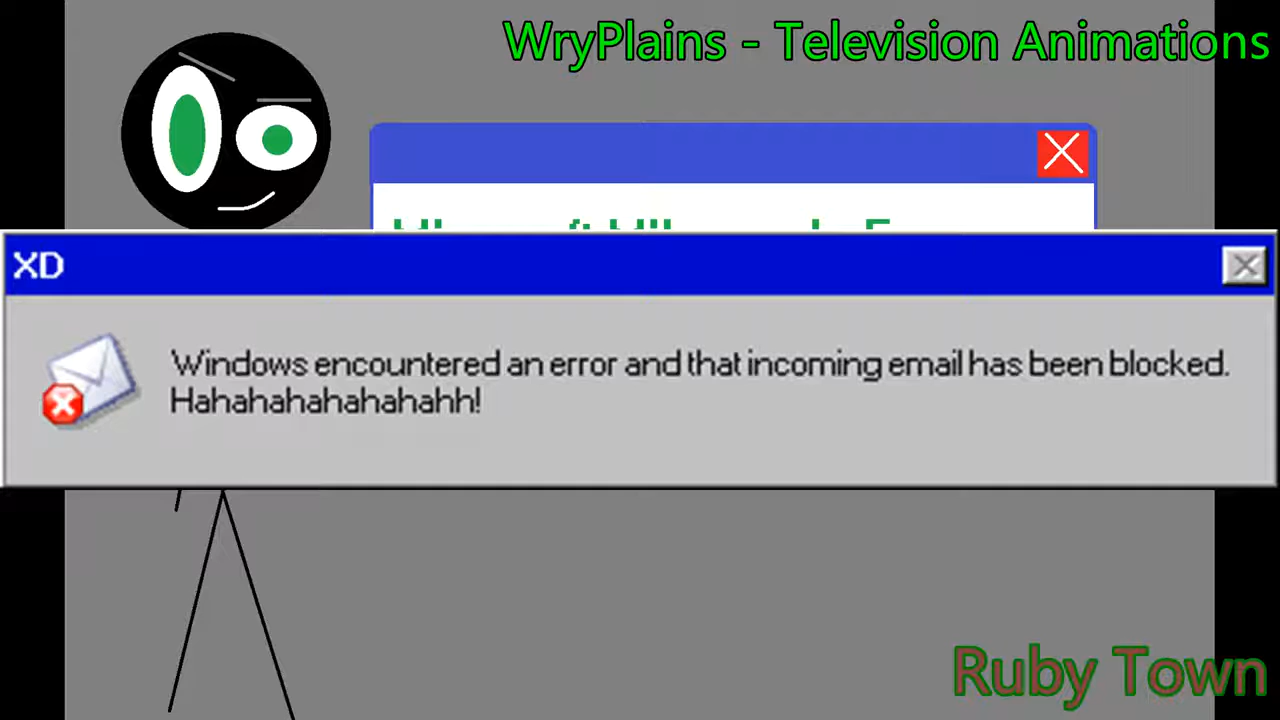 WryPlains - Television Animations
XD
Windows encountered an error and that incoming email has been blocked.
Hahahahahahahahh!
Ruby Town